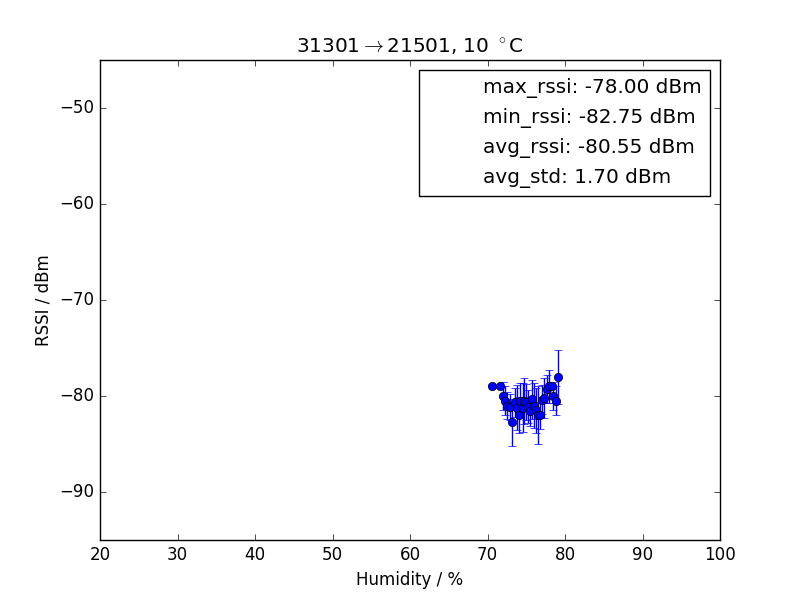 31301→21501, 10 °C
max_rssi: -78.00 dBm
min_rssi: -82.75 dBm
avg_rssi: -80.55 dBm
avg_std: 1.70 dBm
RSSI / dBm
−50
−60
−70
−80
−90
20 30 40 50 60 70 80 90 100
Humidity / %